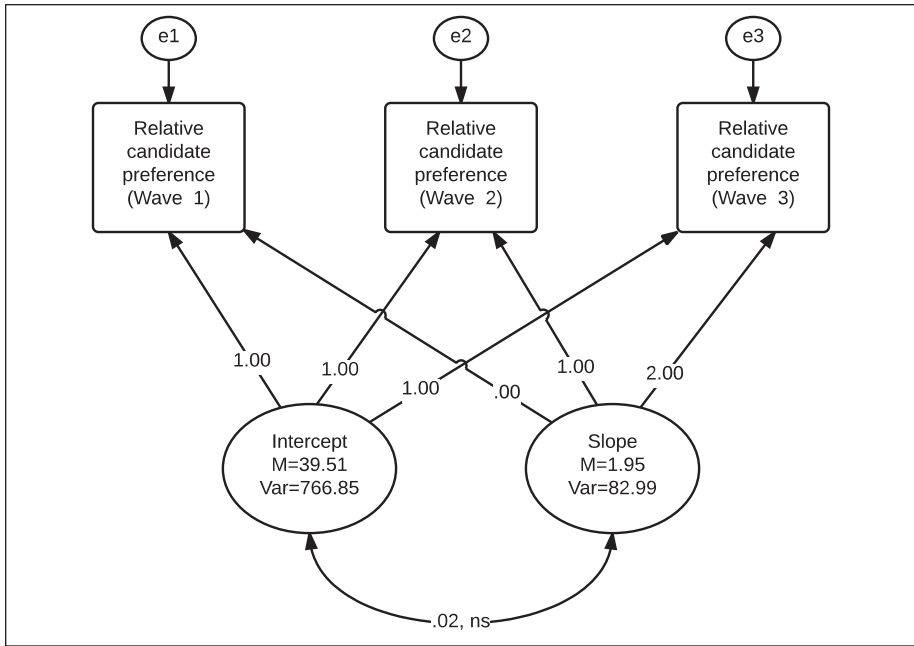 e1
e2
e3
Relative
candidate
preference
(Wave 1)
Relative
candidate
preference
(Wave 2)
Relative
candidate
preference
(Wave 3)
1.00
1.00
1.00
.00
1.00
2.00
Intercept
M=39.51
Var=766.85
Slope
M=1.95
Var=82.99
.02, ns